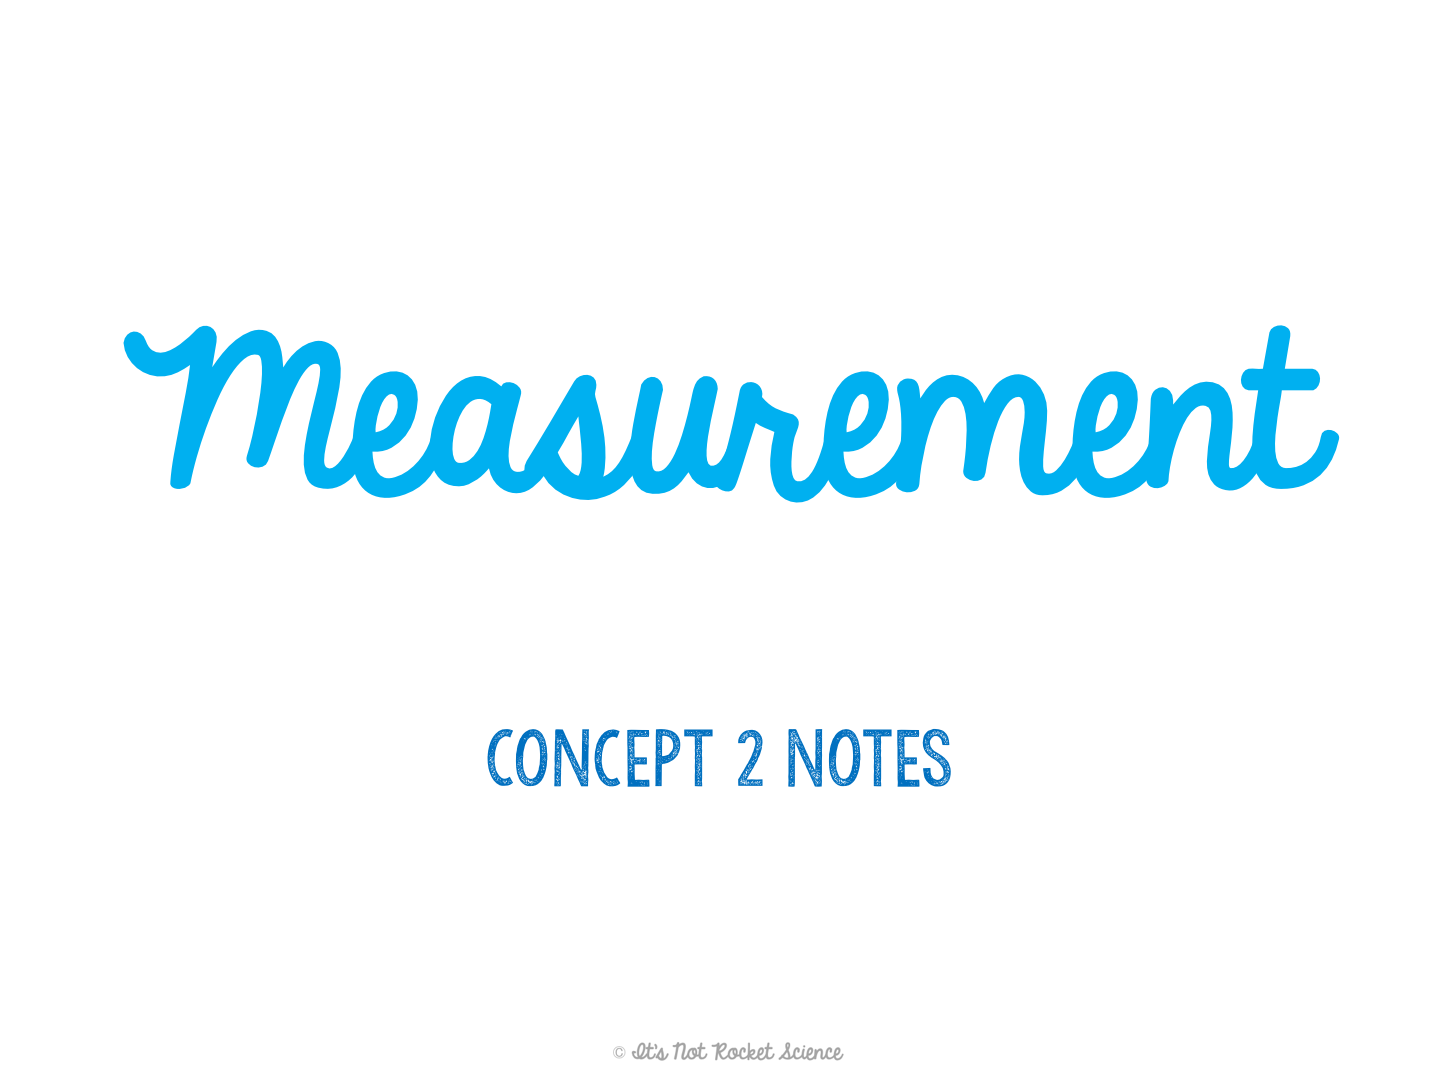 Measurement
CONCEPT 2 NOTES
© It's Not Rocket Science